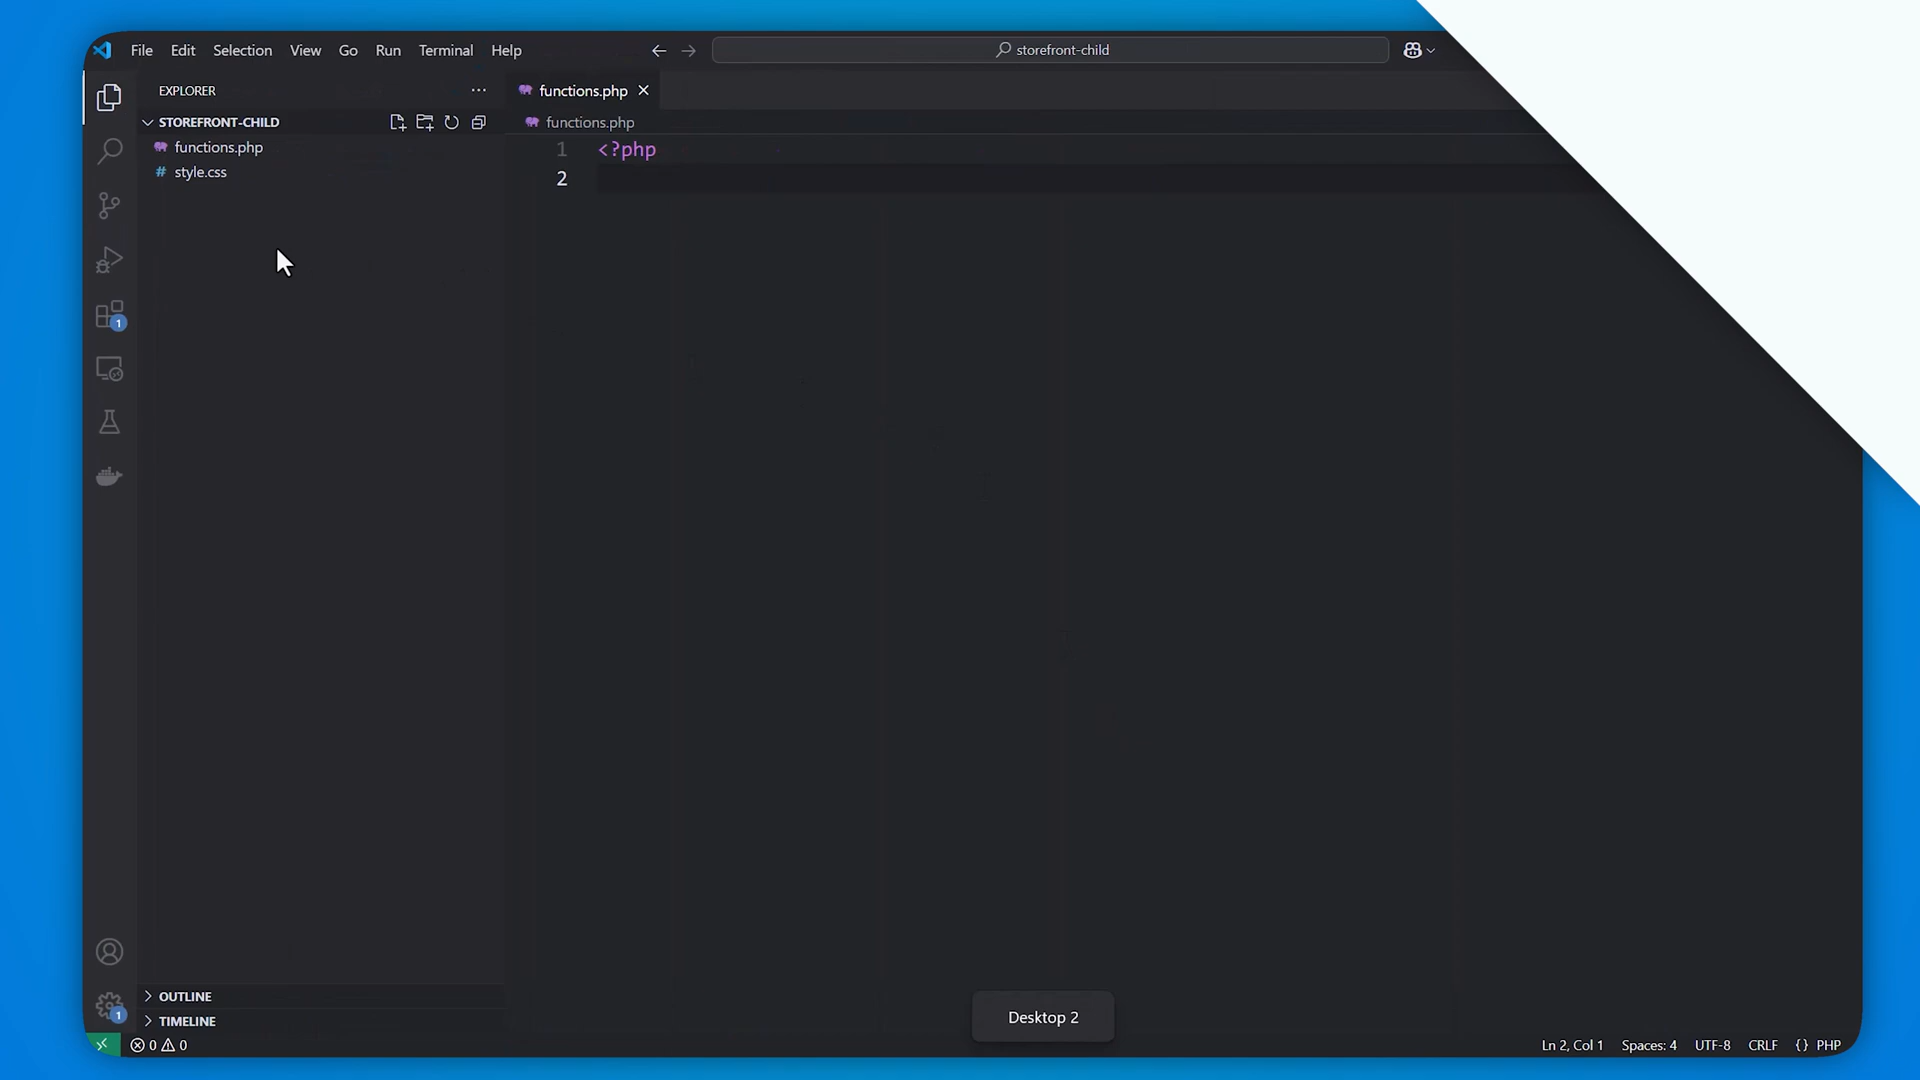 File Edit Selection View Go Run Terminal Help
storefront-child
EXPLORER
functions.php
STOREFRONT-CHILD
functions.php
functions.php
style.css
1 <?php
2
1
OUTLINE
TIMELINE
1
Desktop 2
0 0
Ln 2, Col 1 Spaces: 4 UTF-8 CRLF {} PHP